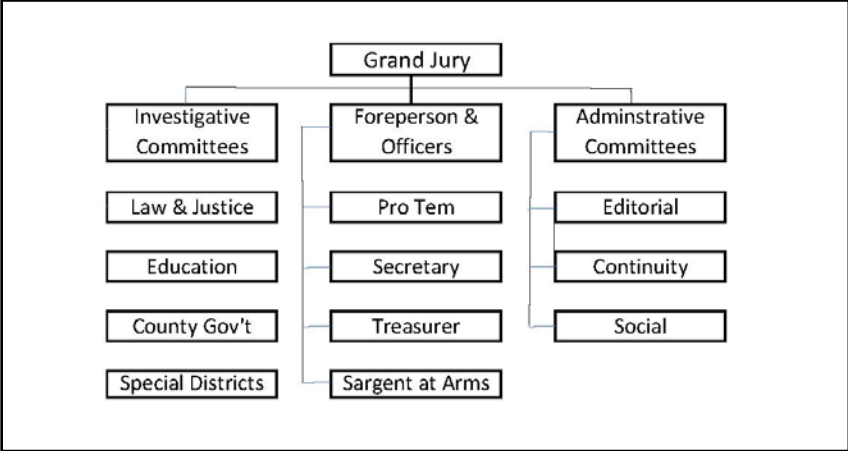 Grand Jury
Investigative
Committees
Foreperson &
Officers
Adminstrative
Committees
Law & Justice
Pro Tem
Editorial
Education
Secretary
Continuity
County Gov't
Treasurer
Social
Special Districts
Sargent at Arms